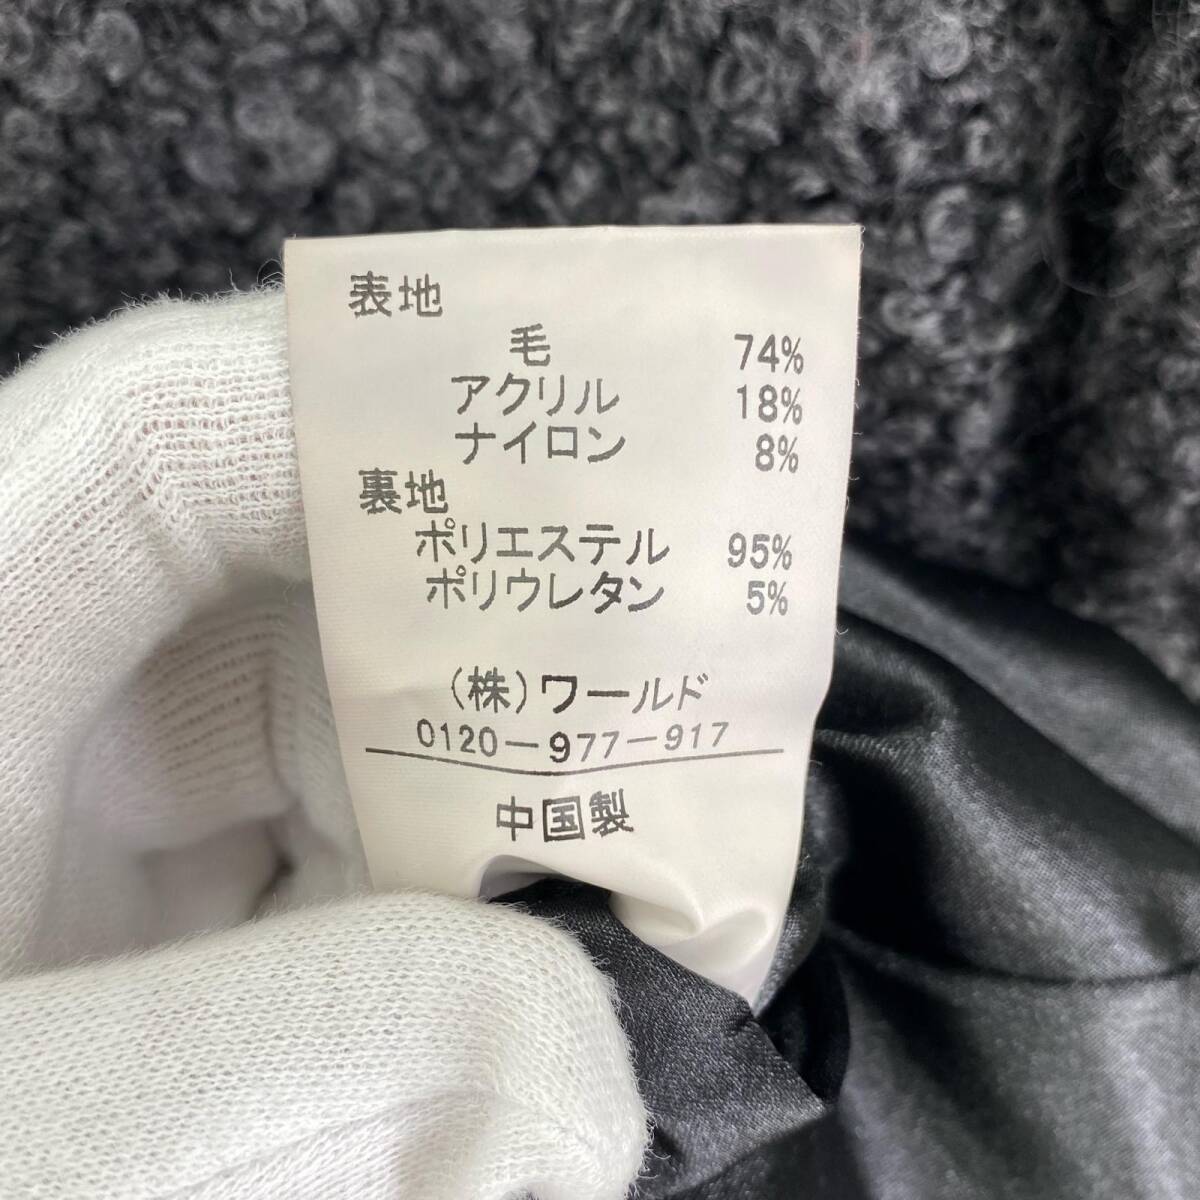 表地
毛 74%
アクリル 18%
ナイロン 8%
裏地
ポリエステル 95%
ポリウレタン 5%
(株)ワールド
0120-977-917
中国製